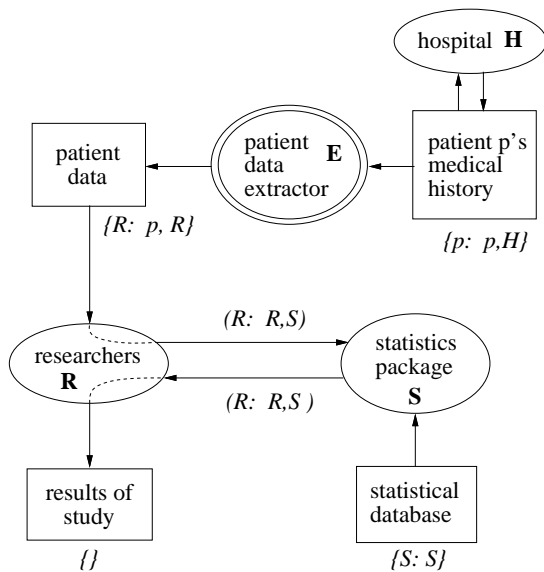 hospital H
patient p's
medical
history
{p: p,H}
patient
data
extractor
E
patient
data
{R: p, R}
(R: R,S)
researchers
R
statistics
package
S
(R: R,S )
results of
study
{}
statistical
database
{S: S}